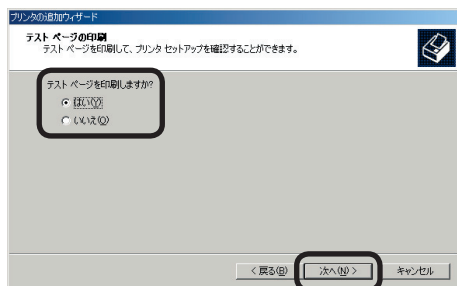 プリンタの追加ウィザード
テスト ページの印刷
テスト ページを印刷して、プリンタ セットアップを確認することができます。
テスト ページを印刷しますか?
はい(Y)
いいえ(O)
< 戻る(B)
次へ(N) >
キャンセル